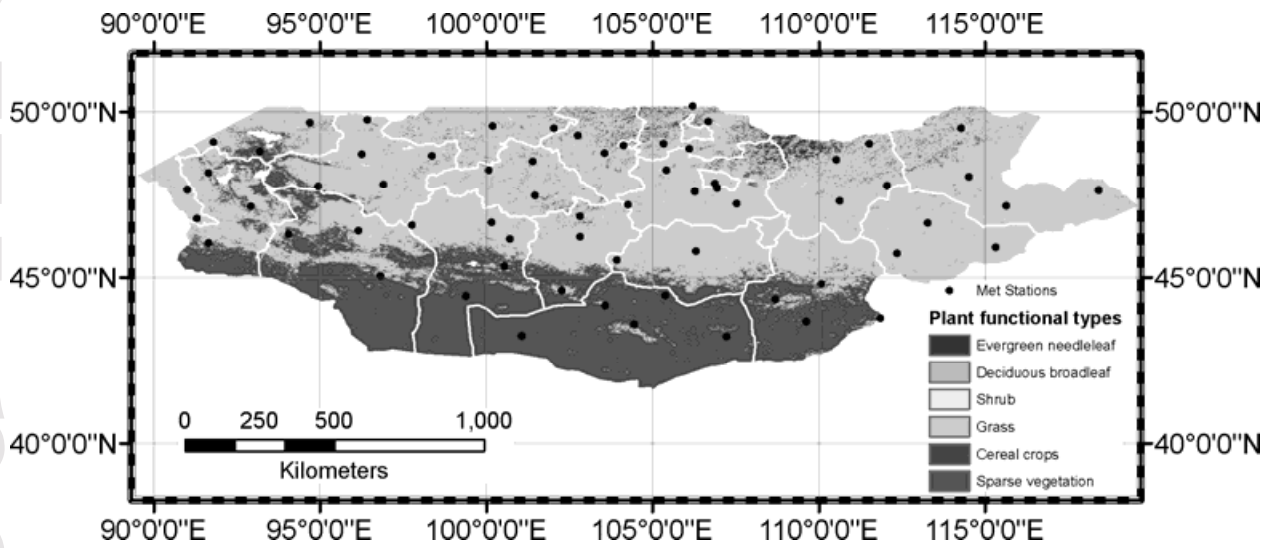 90°0'0"E 95°0'0"E 100°0'0"E 105°0'0"E 110°0'0"E 115°0'0"E
50°0'0"N 50°0'0"N
45°0'0"N 45°0'0"N
Met Stations
Plant functional types
Evergreen needleleaf
Deciduous broadleaf
Shrub
Grass
Cereal crops
Sparse vegetation
0 250 500 1,000
Kilometers
40°0'0"N 40°0'0"N
90°0'0"E 95°0'0"E 100°0'0"E 105°0'0"E 110°0'0"E 115°0'0"E